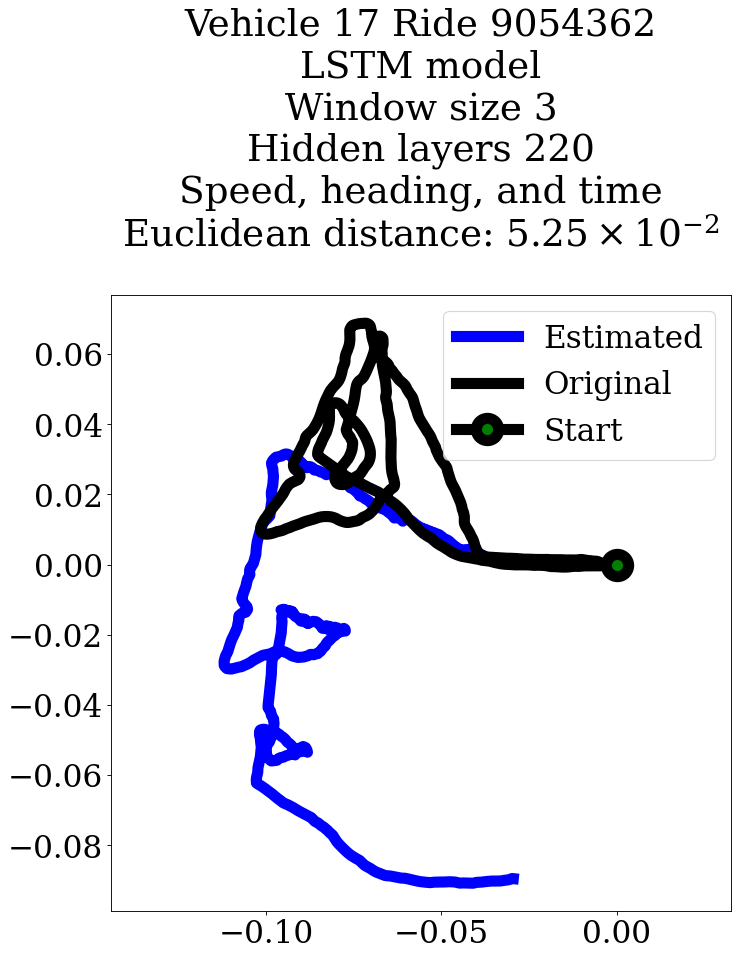 Vehicle 17 Ride 9054362
LSTM model
Window size 3
Hidden layers 220
Speed, heading, and time
Euclidean distance: 5.25 × 10⁻²
Estimated
Original
Start
0.06
0.04
0.02
0.00
−0.02
−0.04
−0.06
−0.08
−0.10
−0.05
0.00